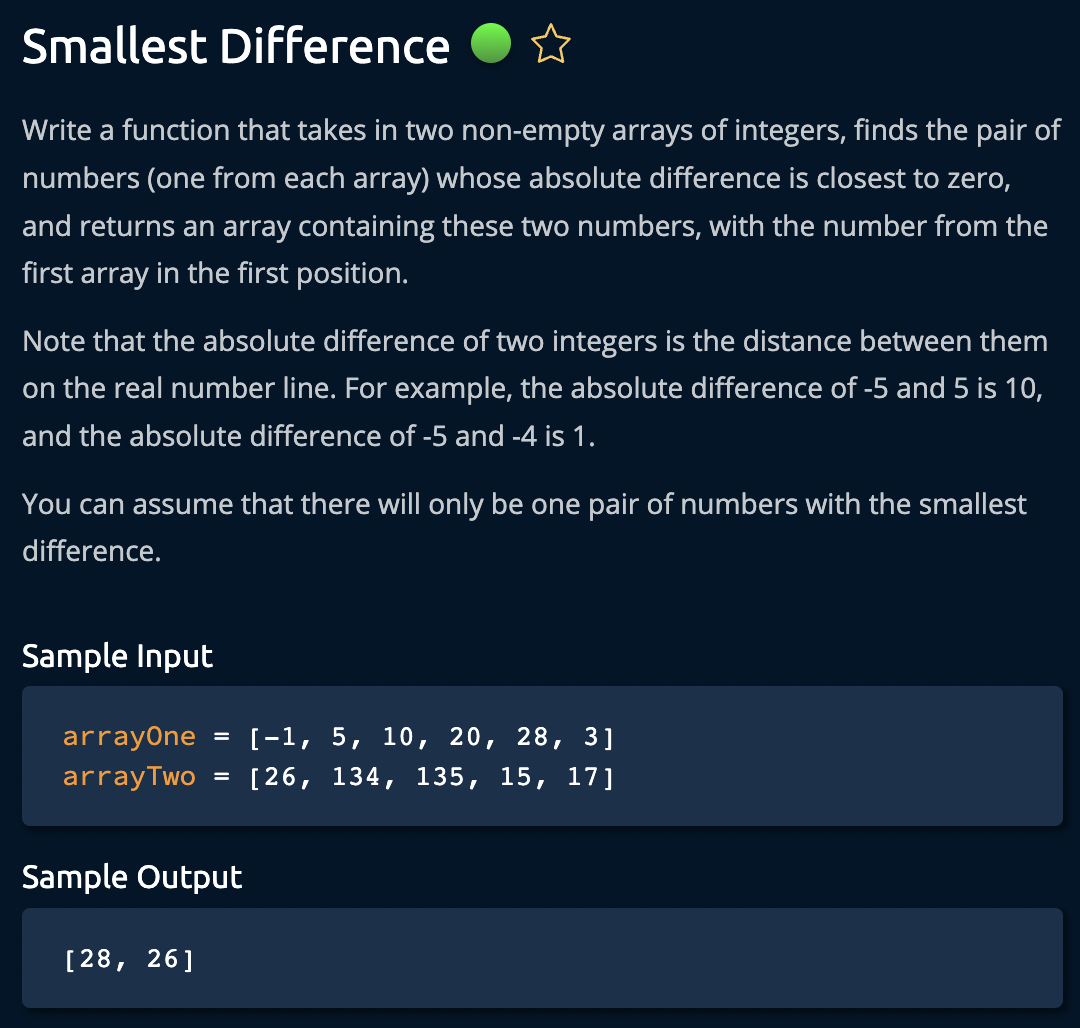 Smallest Difference
Write a function that takes in two non-empty arrays of integers, finds the pair of
numbers (one from each array) whose absolute difference is closest to zero,
and returns an array containing these two numbers, with the number from the
first array in the first position.
Note that the absolute difference of two integers is the distance between them
on the real number line. For example, the absolute difference of -5 and 5 is 10,
and the absolute difference of -5 and -4 is 1.
You can assume that there will only be one pair of numbers with the smallest
difference.
Sample Input
arrayOne = [-1, 5, 10, 20, 28, 3]
arrayTwo = [26, 134, 135, 15, 17]
Sample Output
[28, 26]